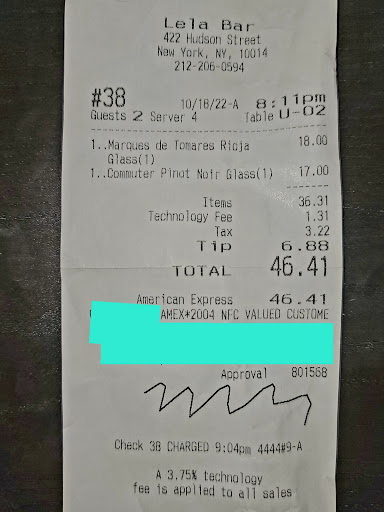 Lela Bar
422 Hudson Street
New York, NY, 10014
212-206-0594
#38 10/18/22-A 8:11pm
Guests 2 Server 4 Table U-02
1..Marques de Tomares Rioja 18.00
Glass(1)
1..Commuter Pinot Noir Glass(1) 17.00
Items 36.31
Technology Fee 1.31
Tax 3.22
Tip 6.88
TOTAL 46.41
American Express 46.41
AMEX*2004 NFC VALUED CUSTOME
Approval 801568
Check 38 CHARGED 9:04pm 4444#9-A
A 3.75% technology
fee is applied to all sales